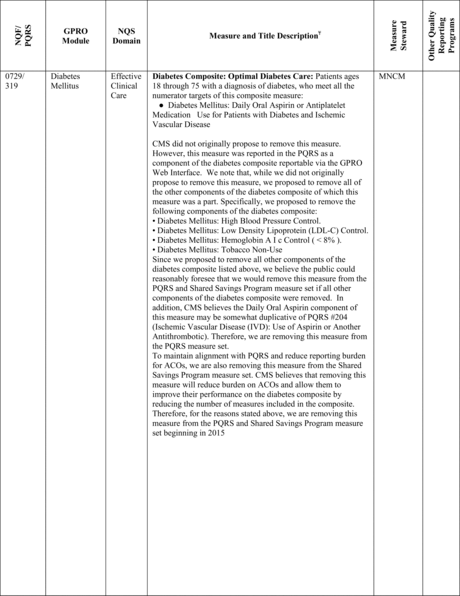 NQF/
PQRS
GPRO
Module
NQS
Domain
Measure and Title Description¥
Measure
Steward
Other Quality
Reporting
Programs
0729/
319
Diabetes
Mellitus
Effective
Clinical
Care
Diabetes Composite: Optimal Diabetes Care: Patients ages
18 through 75 with a diagnosis of diabetes, who meet all the
numerator targets of this composite measure:
● Diabetes Mellitus: Daily Oral Aspirin or Antiplatelet
Medication Use for Patients with Diabetes and Ischemic
Vascular Disease
CMS did not originally propose to remove this measure.
However, this measure was reported in the PQRS as a
component of the diabetes composite reportable via the GPRO
Web Interface. We note that, while we did not originally
propose to remove this measure, we proposed to remove all of
the other components of the diabetes composite of which this
measure was a part. Specifically, we proposed to remove the
following components of the diabetes composite:
• Diabetes Mellitus: High Blood Pressure Control.
• Diabetes Mellitus: Low Density Lipoprotein (LDL-C) Control.
• Diabetes Mellitus: Hemoglobin A I c Control ( < 8% ).
• Diabetes Mellitus: Tobacco Non-Use
Since we proposed to remove all other components of the
diabetes composite listed above, we believe the public could
reasonably foresee that we would remove this measure from the
PQRS and Shared Savings Program measure set if all other
components of the diabetes composite were removed. In
addition, CMS believes the Daily Oral Aspirin component of
this measure may be somewhat duplicative of PQRS #204
(Ischemic Vascular Disease (IVD): Use of Aspirin or Another
Antithrombotic). Therefore, we are removing this measure from
the PQRS measure set.
To maintain alignment with PQRS and reduce reporting burden
for ACOs, we are also removing this measure from the Shared
Savings Program measure set. CMS believes that removing this
measure will reduce burden on ACOs and allow them to
improve their performance on the diabetes composite by
reducing the number of measures included in the composite.
Therefore, for the reasons stated above, we are removing this
measure from the PQRS and Shared Savings Program measure
set beginning in 2015
MNCM